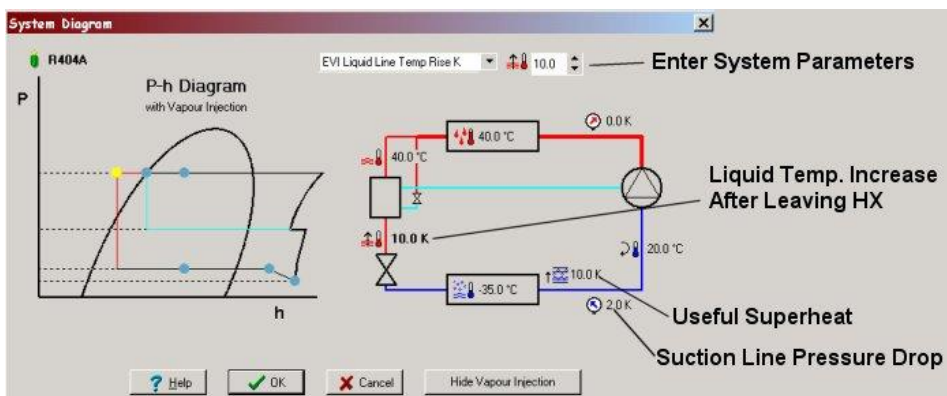 System Diagram
R404A
EVI Liquid Line Temp Rise K
10.0
Enter System Parameters
P
P-h Diagram
with Vapour Injection
h
40.0 °C
0.0 K
40.0 °C
Liquid Temp. Increase
After Leaving HX
10.0 K
20.0 °C
-35.0 °C
10.0 K
2.0 K
Useful Superheat
Suction Line Pressure Drop
Help
OK
Cancel
Hide Vapour Injection